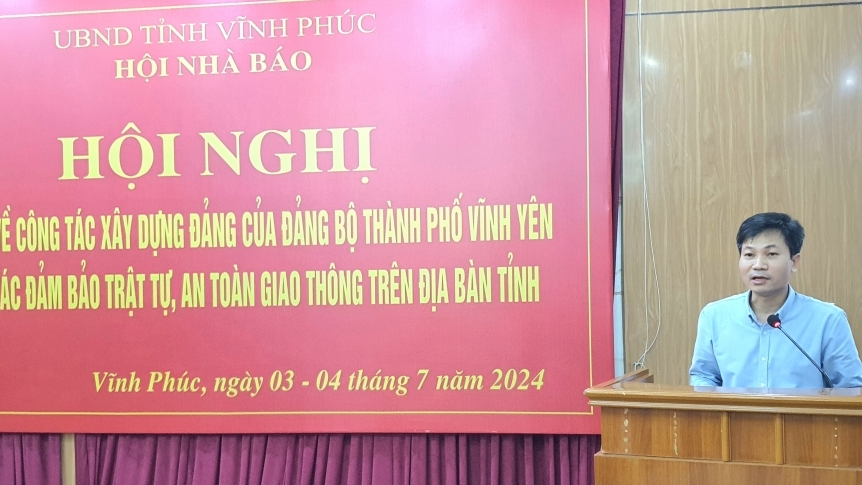 UBND TỈNH VĨNH PHÚC
HỘI NHÀ BÁO
HỘI NGHỊ
VỀ CÔNG TÁC XÂY DỰNG ĐẢNG CỦA ĐẢNG BỘ THÀNH PHỐ VĨNH YÊN
ĐẢM BẢO TRẬT TỰ, AN TOÀN GIAO THÔNG TRÊN ĐỊA BÀN TỈNH
Vĩnh Phúc, ngày 03 - 04 tháng 7 năm 2024